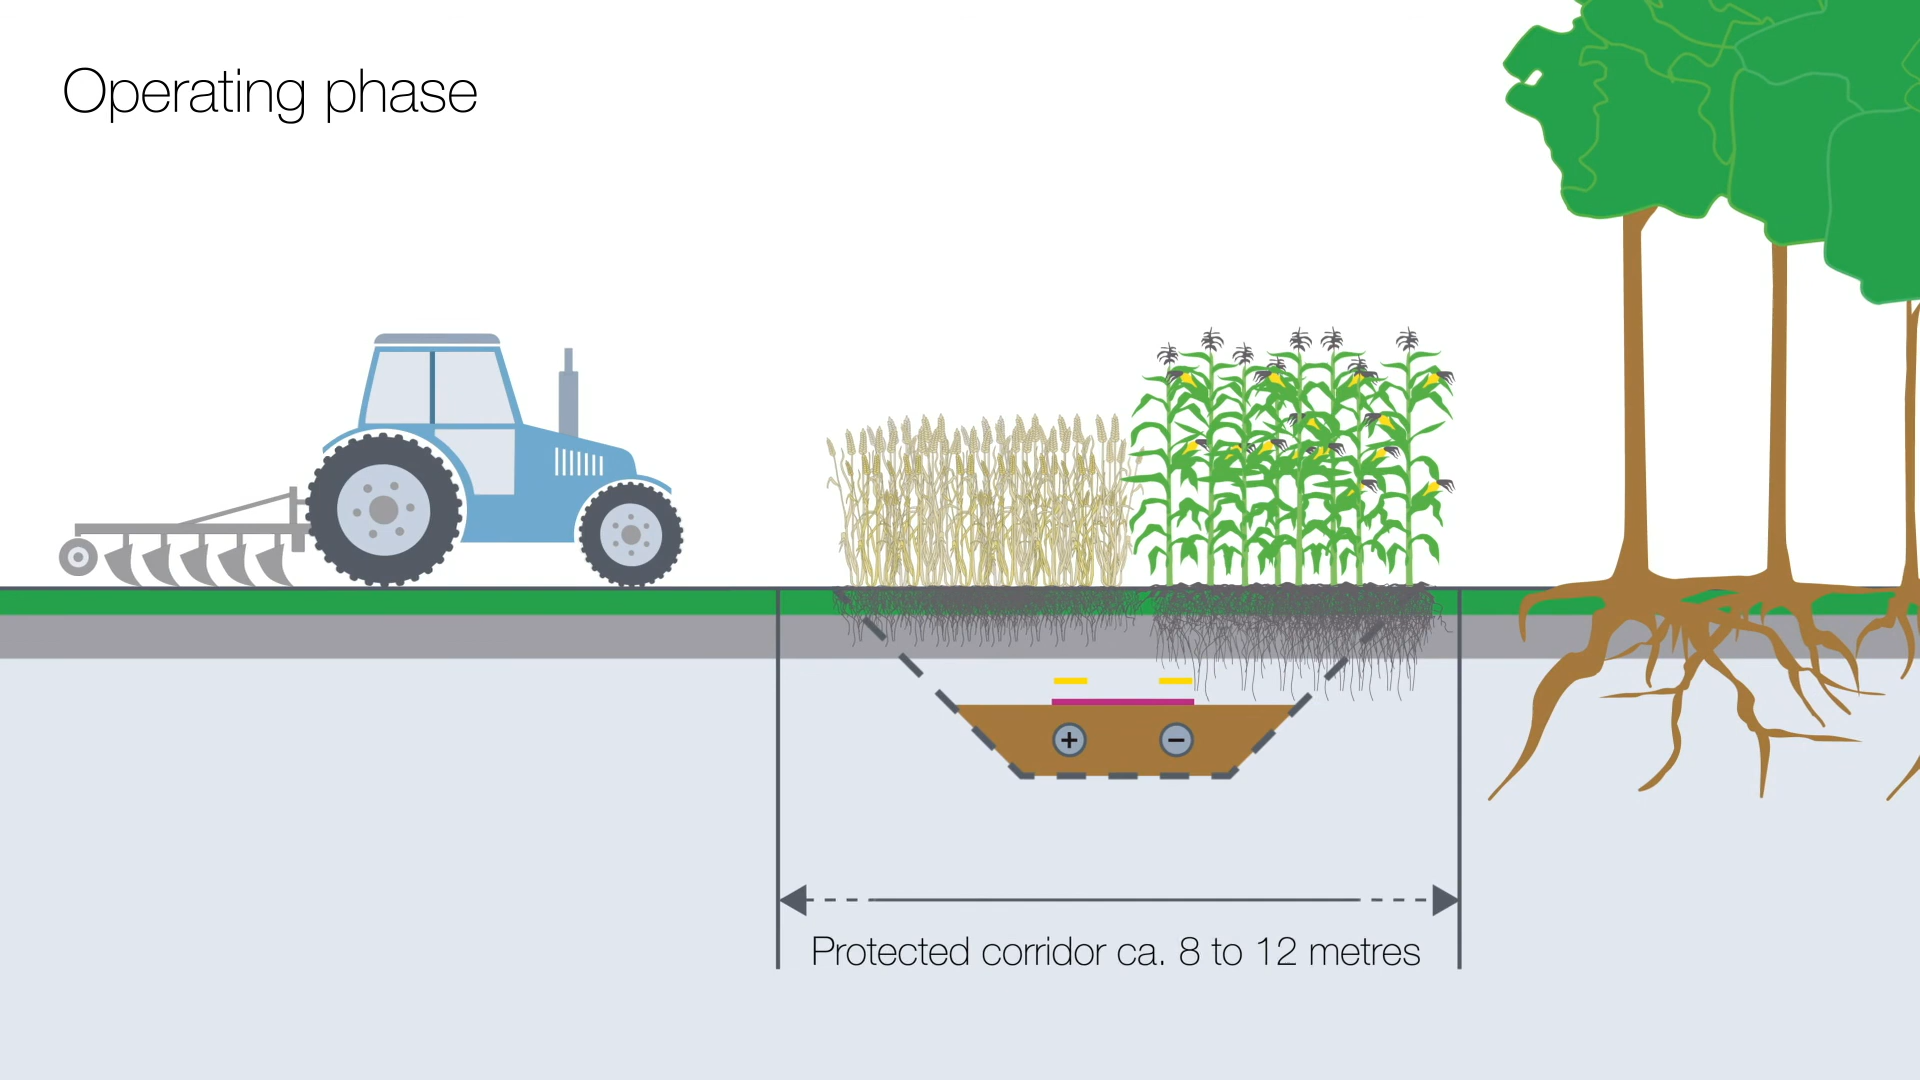 Operating phase
+
−
Protected corridor ca. 8 to 12 metres